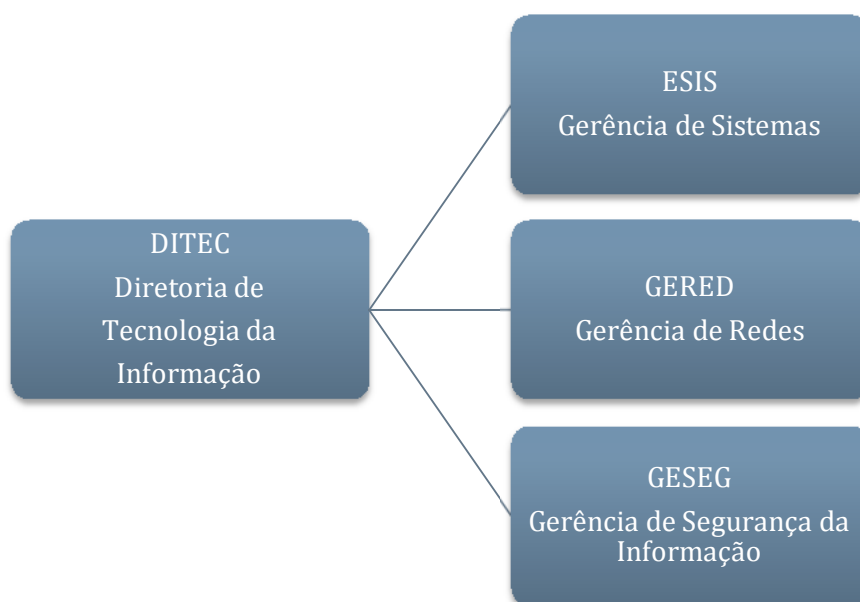 DITEC
Diretoria de
Tecnologia da
Informação
ESIS
Gerência de Sistemas
GERED
Gerência de Redes
GESEG
Gerência de Segurança da
Informação